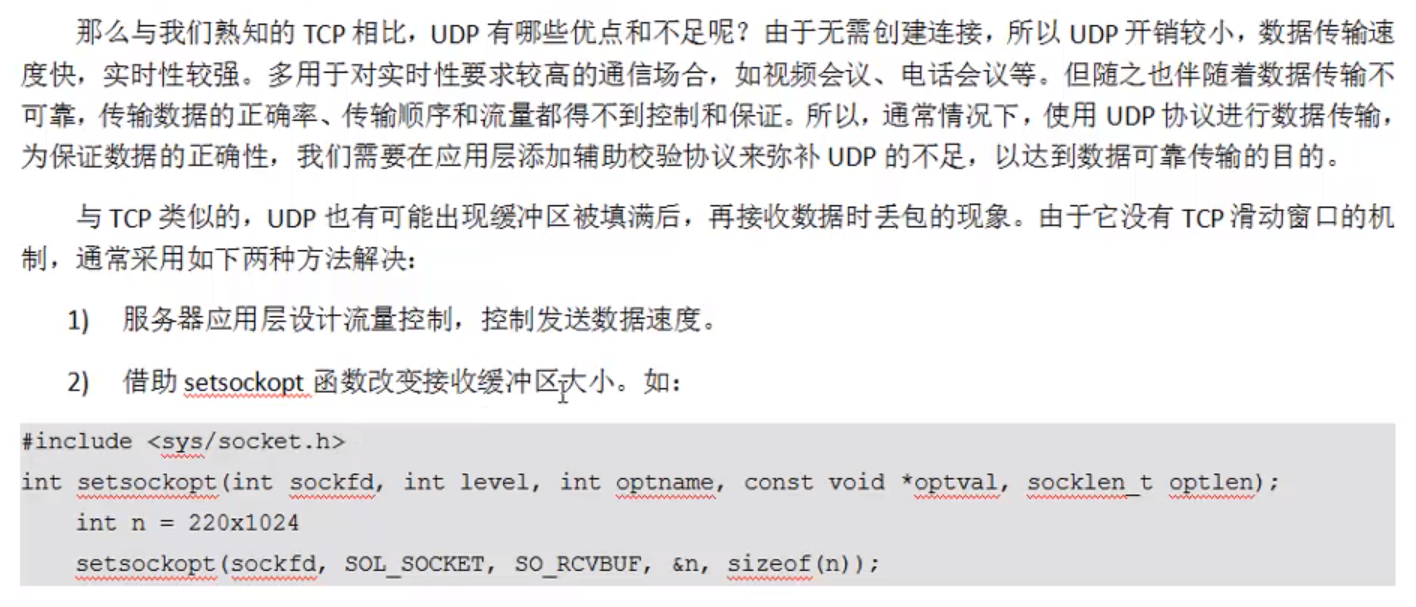 那么与我们熟知的 TCP 相比，UDP 有哪些优点和不足呢？由于无需创建连接，所以 UDP 开销较小，数据传输速
度快，实时性较强。多用于对实时性要求较高的通信场合，如视频会议、电话会议等。但随之也伴随着数据传输不
可靠，传输数据的正确率、传输顺序和流量都得不到控制和保证。所以，通常情况下，使用 UDP 协议进行数据传输，
为保证数据的正确性，我们需要在应用层添加辅助校验协议来弥补 UDP 的不足，以达到数据可靠传输的目的。
与 TCP 类似的，UDP 也有可能出现缓冲区被填满后，再接收数据时丢包的现象。由于它没有 TCP 滑动窗口的机
制，通常采用如下两种方法解决：
1) 服务器应用层设计流量控制，控制发送数据速度。
2) 借助 setsockopt 函数改变接收缓冲区大小。如：
#include <sys/socket.h>
int setsockopt(int sockfd, int level, int optname, const void *optval, socklen_t optlen);
int n = 220x1024
setsockopt(sockfd, SOL_SOCKET, SO_RCVBUF, &n, sizeof(n));